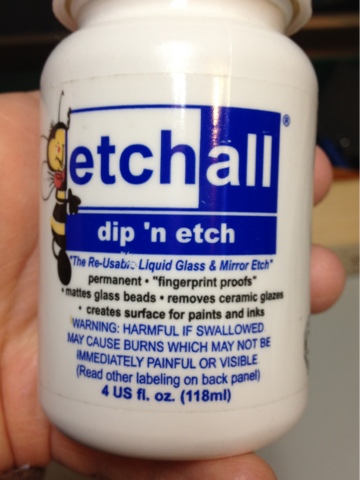 etchall®
dip 'n etch
"The Re-Usable Liquid Glass & Mirror Etch"
permanent • "fingerprint proofs"
• mattes glass beads • removes ceramic glazes
• creates surface for paints and inks
WARNING: HARMFUL IF SWALLOWED
MAY CAUSE BURNS WHICH MAY NOT BE
IMMEDIATELY PAINFUL OR VISIBLE
(Read other labeling on back panel)
4 US fl. oz. (118ml)